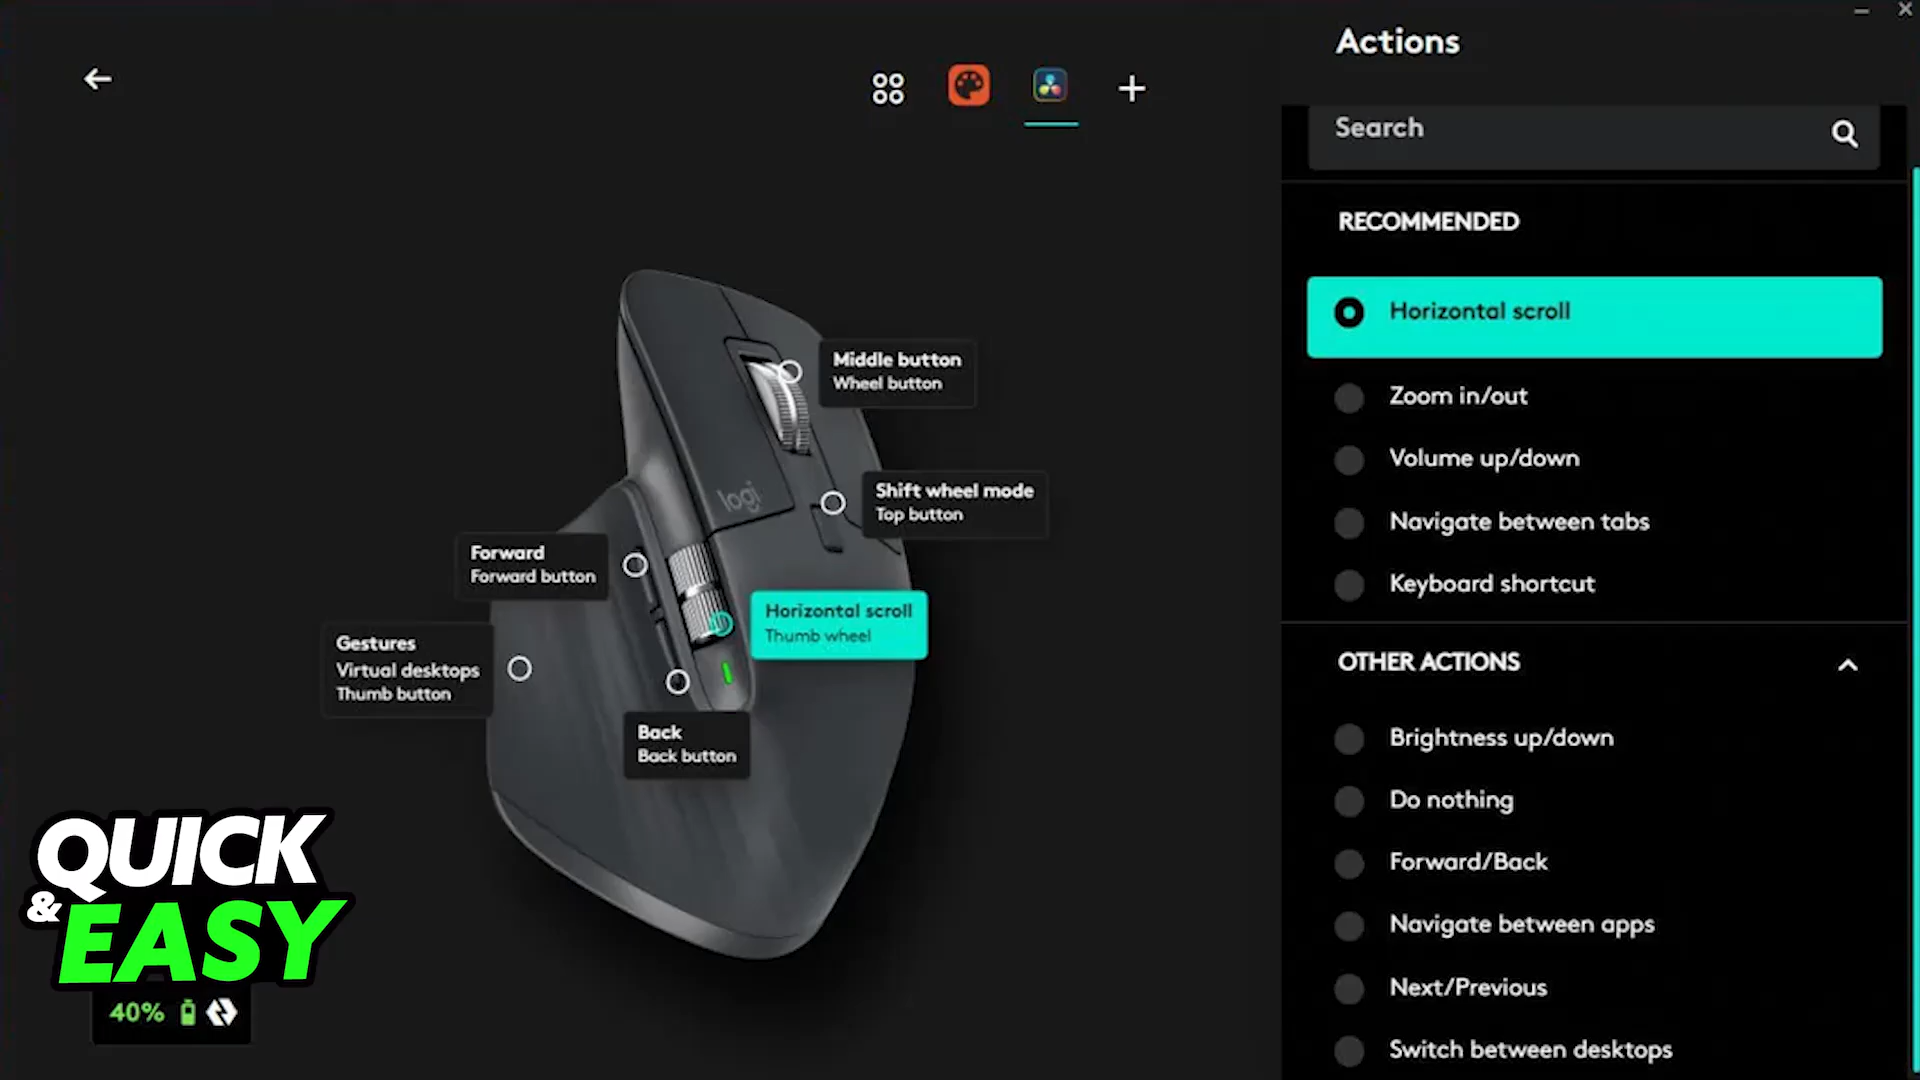 Actions
Search
RECOMMENDED
Horizontal scroll
Zoom in/out
Volume up/down
Navigate between tabs
Keyboard shortcut
OTHER ACTIONS
Brightness up/down
Do nothing
Forward/Back
Navigate between apps
Next/Previous
Switch between desktops
Middle button
Wheel button
Shift wheel mode
Top button
logi
Forward
Forward button
Horizontal scroll
Thumb wheel
Gestures
Virtual desktops
Thumb button
Back
Back button
QUICK
& EASY
40%